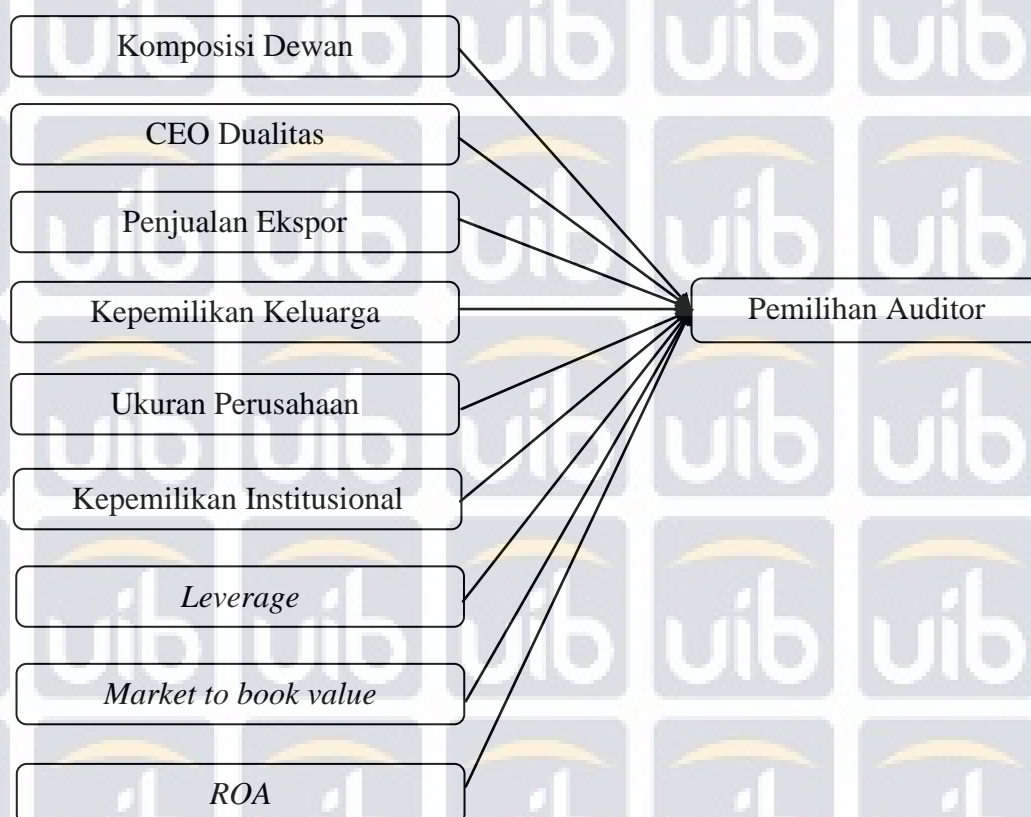 Komposisi Dewan
CEO Dualitas
Penjualan Ekspor
Kepemilikan Keluarga
Pemilihan Auditor
Ukuran Perusahaan
Kepemilikan Institusional
Leverage
Market to book value
ROA